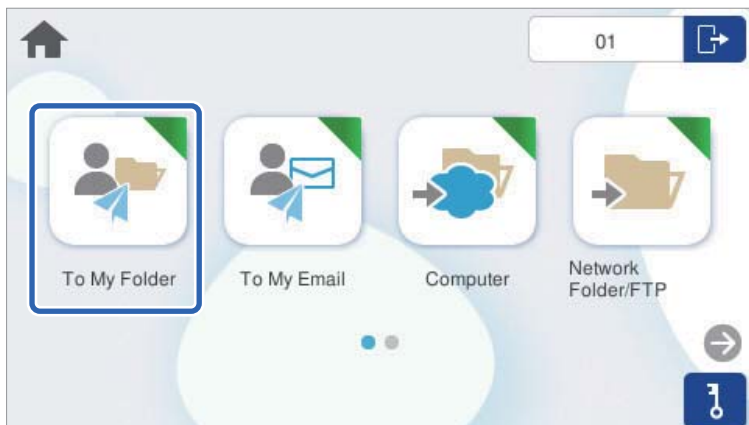 01
To My Folder
To My Email
Computer
Network
Folder/FTP